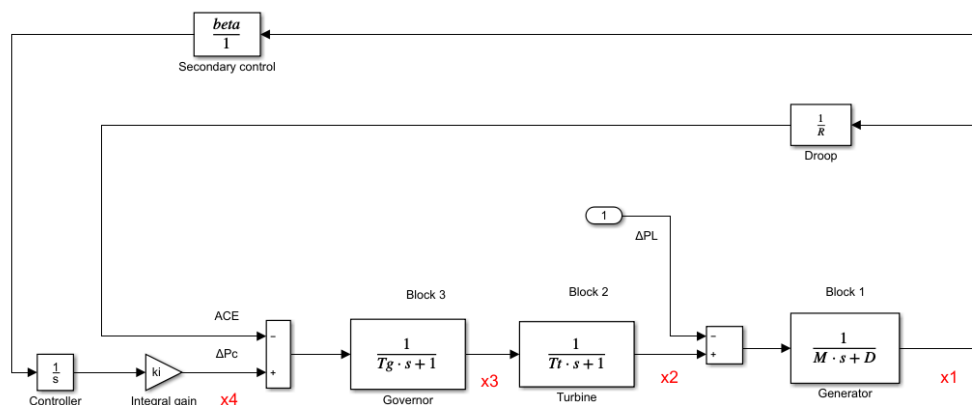 beta
1
Secondary control
1
R
Droop
1
ΔPL
Block 3
Block 2
Block 1
ACE
ΔPc
1
s
Controller
ki
Integral gain
x4
1
Tg · s + 1
Governor
x3
1
Tt · s + 1
Turbine
x2
1
M · s + D
Generator
x1